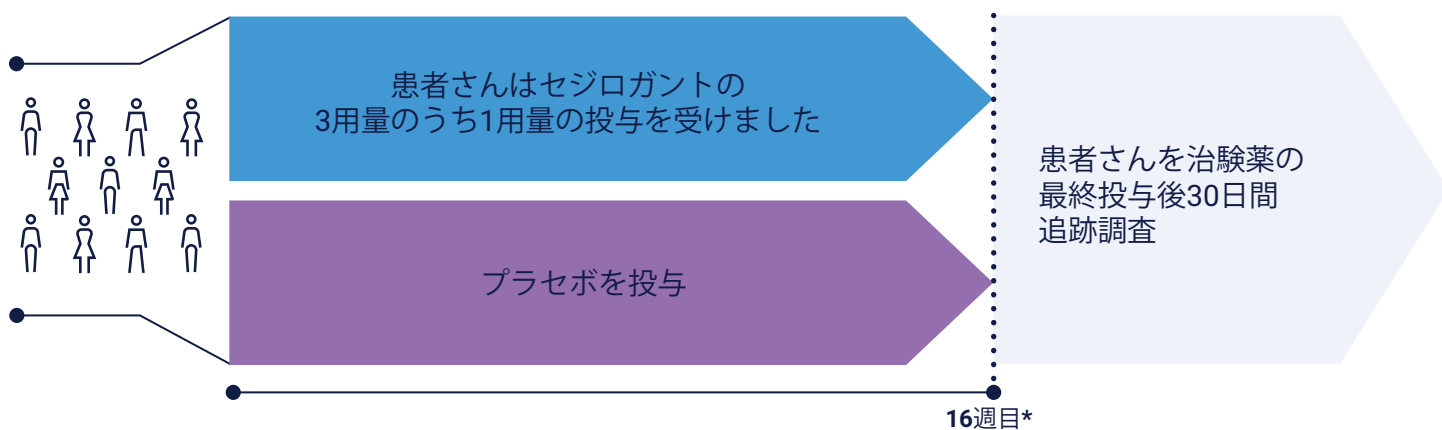 患者さんはセジロガントの
3用量のうち1用量の投与を受けました
プラセボを投与
患者さんを治験薬の
最終投与後30日間
追跡調査
16週目*